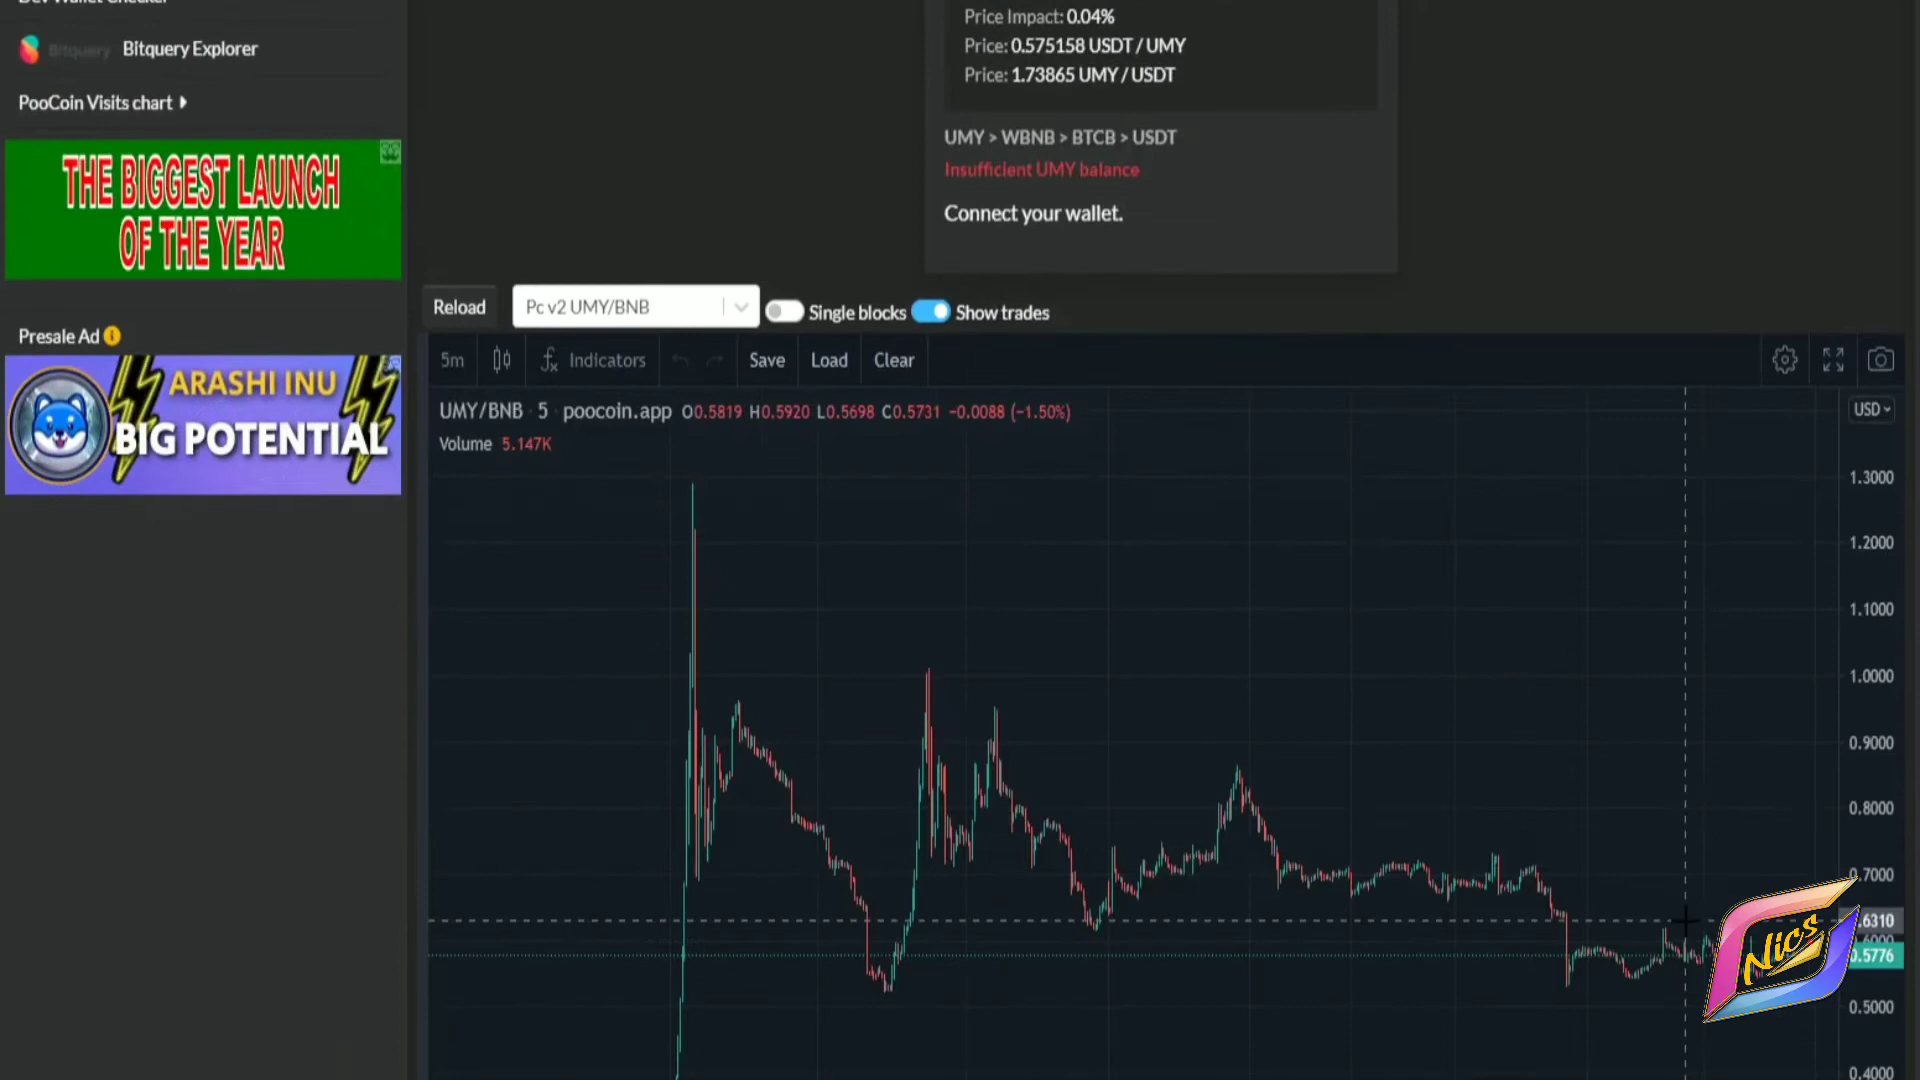 Dev Wallet Checker
Bitquery Bitquery Explorer
PooCoin Visits chart
THE BIGGEST LAUNCH
OF THE YEAR
Presale Ad
ARASHI INU
BIG POTENTIAL
Price Impact: 0.04%
Price: 0.575158 USDT / UMY
Price: 1.73865 UMY / USDT
UMY > WBNB > BTCB > USDT
Insufficient UMY balance
Connect your wallet.
Reload
Pc v2 UMY/BNB
Single blocks
Show trades
5m
Indicators
Save
Load
Clear
UMY/BNB · 5 · poocoin.app O0.5819 H0.5920 L0.5698 C0.5731 −0.0088 (−1.50%)
Volume 5.147K
USD
1.3000
1.2000
1.1000
1.0000
0.9000
0.8000
0.7000
.6310
0.5776
0.5000
0.4000
Nics